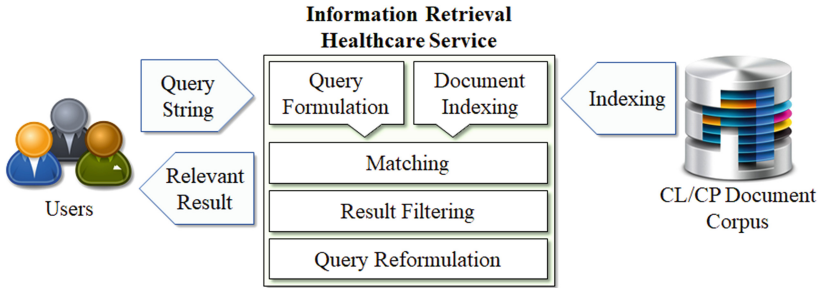 Information Retrieval
Healthcare Service
Query
String
Query
Formulation
Document
Indexing
Indexing
Matching
Relevant
Result
Result Filtering
Query Reformulation
Users
CL/CP Document
Corpus